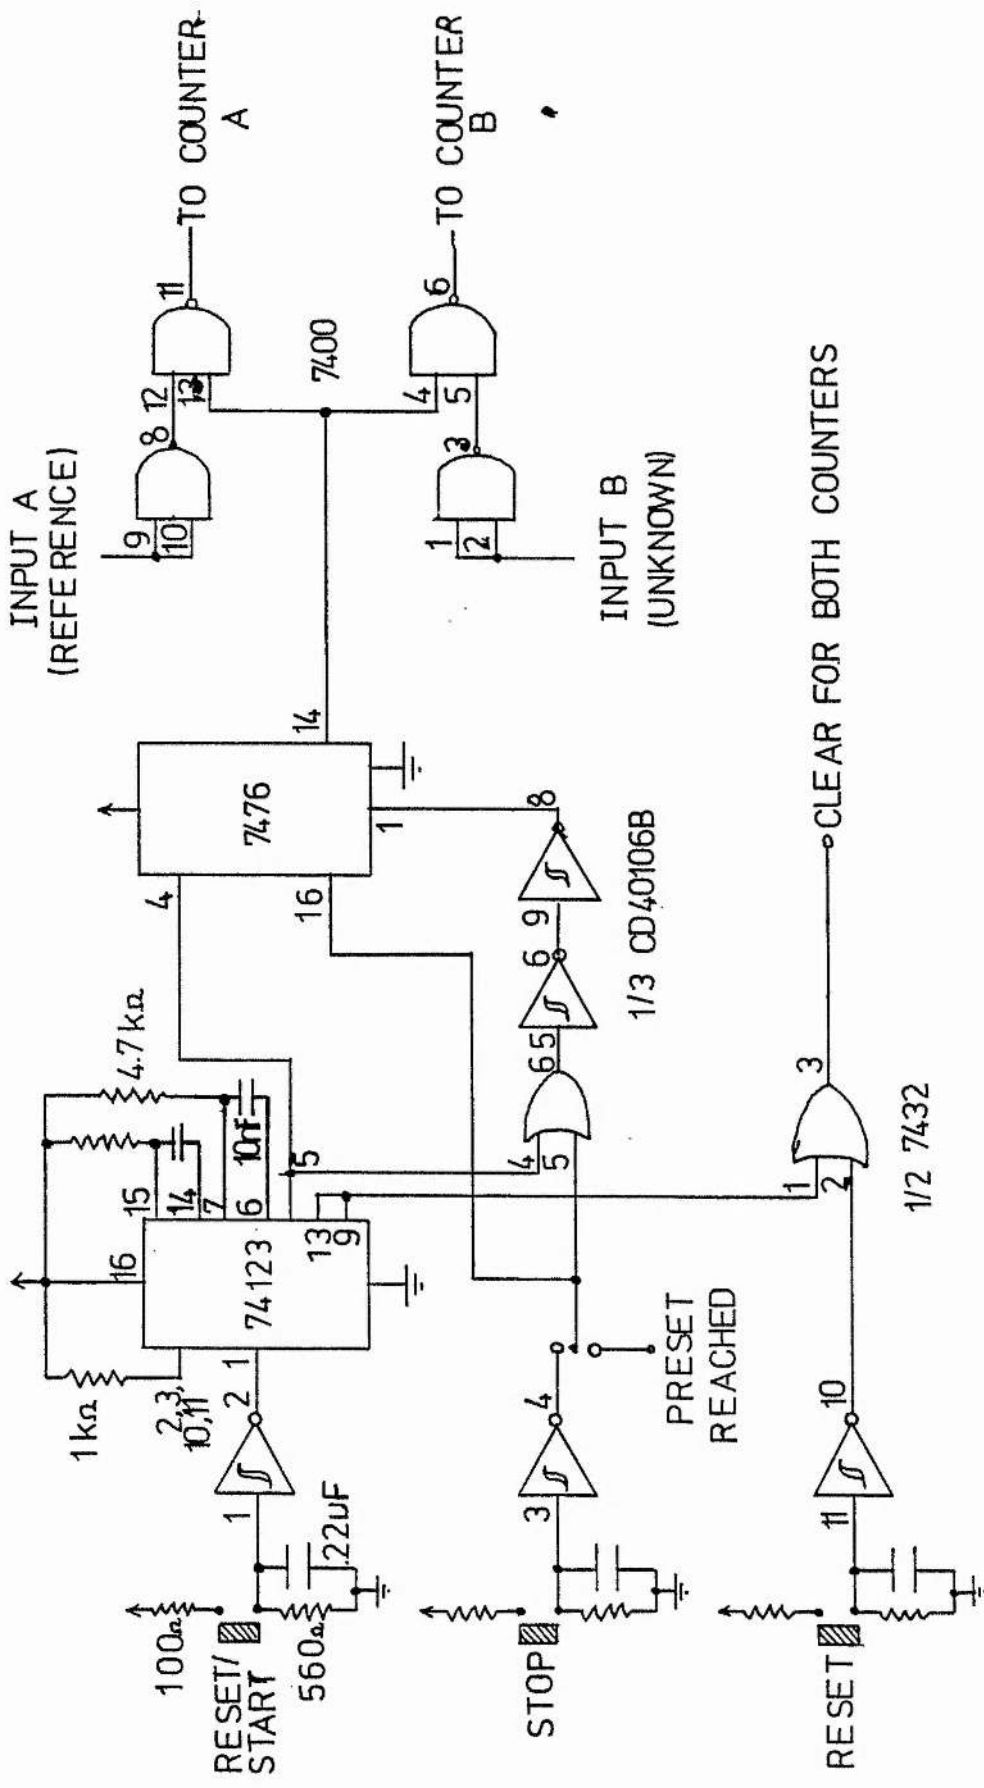 INPUT A
(REFERENCE)
9
10
8
12
13
11
TO COUNTER
A
7400
1
2
3
4
5
6
TO COUNTER
B
INPUT B
(UNKNOWN)
1kΩ
16
15
14
7
6
5
13
9
4.7kΩ
10nF
74123
2,3,
10,11
1
4
16
7476
14
1
100Ω
RESET/
START
560Ω
.22uF
1
2
STOP
3
4
PRESET
REACHED
4
5
6
5
6
9
8
1/3 CD40106B
RESET
11
10
1
2
3
1/2 7432
CLEAR FOR BOTH COUNTERS